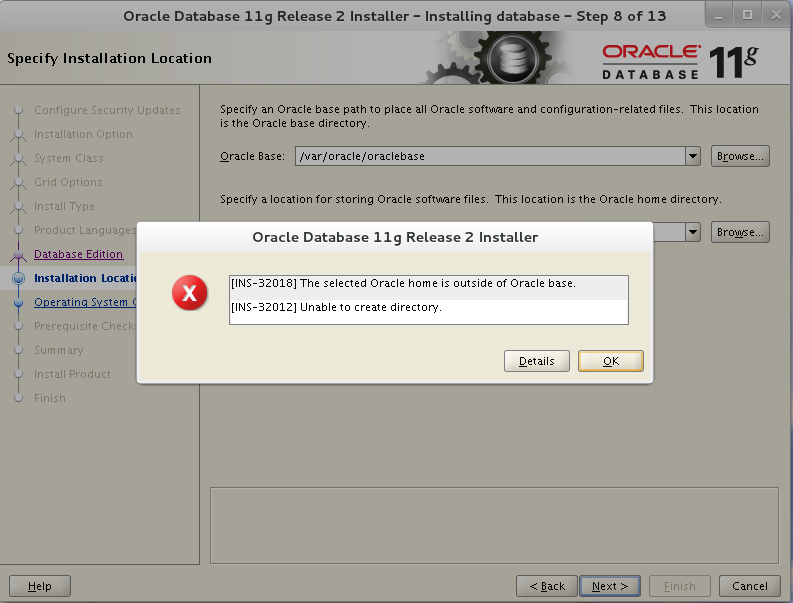 Oracle Database 11g Release 2 Installer - Installing database - Step 8 of 13
Specify Installation Location
ORACLE
DATABASE
11g
Configure Security Updates
Installation Option
System Class
Grid Options
Install Type
Product Languages
Database Edition
Installation Locatio
Operating System
Prerequisite Check
Summary
Install Product
Finish
Specify an Oracle base path to place all Oracle software and configuration-related files. This location
is the Oracle base directory.
Oracle Base: /var/oracle/oraclebase Browse...
Specify a location for storing Oracle software files. This location is the Oracle home directory.
Browse...
Oracle Database 11g Release 2 Installer
[INS-32018] The selected Oracle home is outside of Oracle base.
[INS-32012] Unable to create directory.
Details OK
Help < Back Next > Finish Cancel